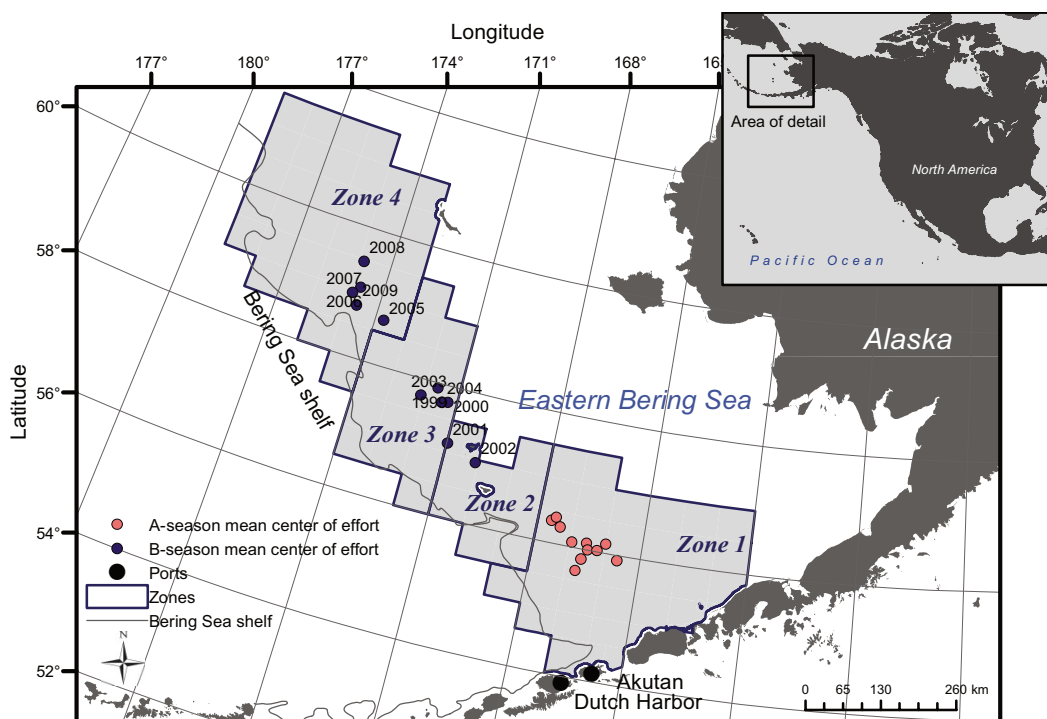 Longitude
177° 180° 177° 174° 171° 168° 16
60°
58°
56°
54°
52°
Latitude
Area of detail
North America
Pacific Ocean
Zone 4
2008
2007
2009
2006
2005
Bering Sea shelf
Alaska
Eastern Bering Sea
2003
2004
1999
2000
Zone 3
2001
2002
Zone 2
Zone 1
A-season mean center of effort
B-season mean center of effort
Ports
Zones
Bering Sea shelf
N
Akutan
Dutch Harbor
0 65 130 260 km